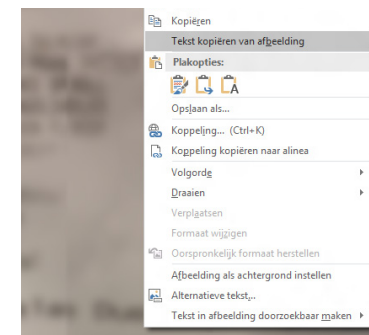 Kopiëren
Tekst kopiëren van afbeelding
Plakopties:
Opslaan als...
Koppeling... (Ctrl+K)
Koppeling kopiëren naar alinea
Volgorde
Draaien
Verplaatsen
Formaat wijzigen
Oorspronkelijk formaat herstellen
Afbeelding als achtergrond instellen
Alternatieve tekst...
Tekst in afbeelding doorzoekbaar maken